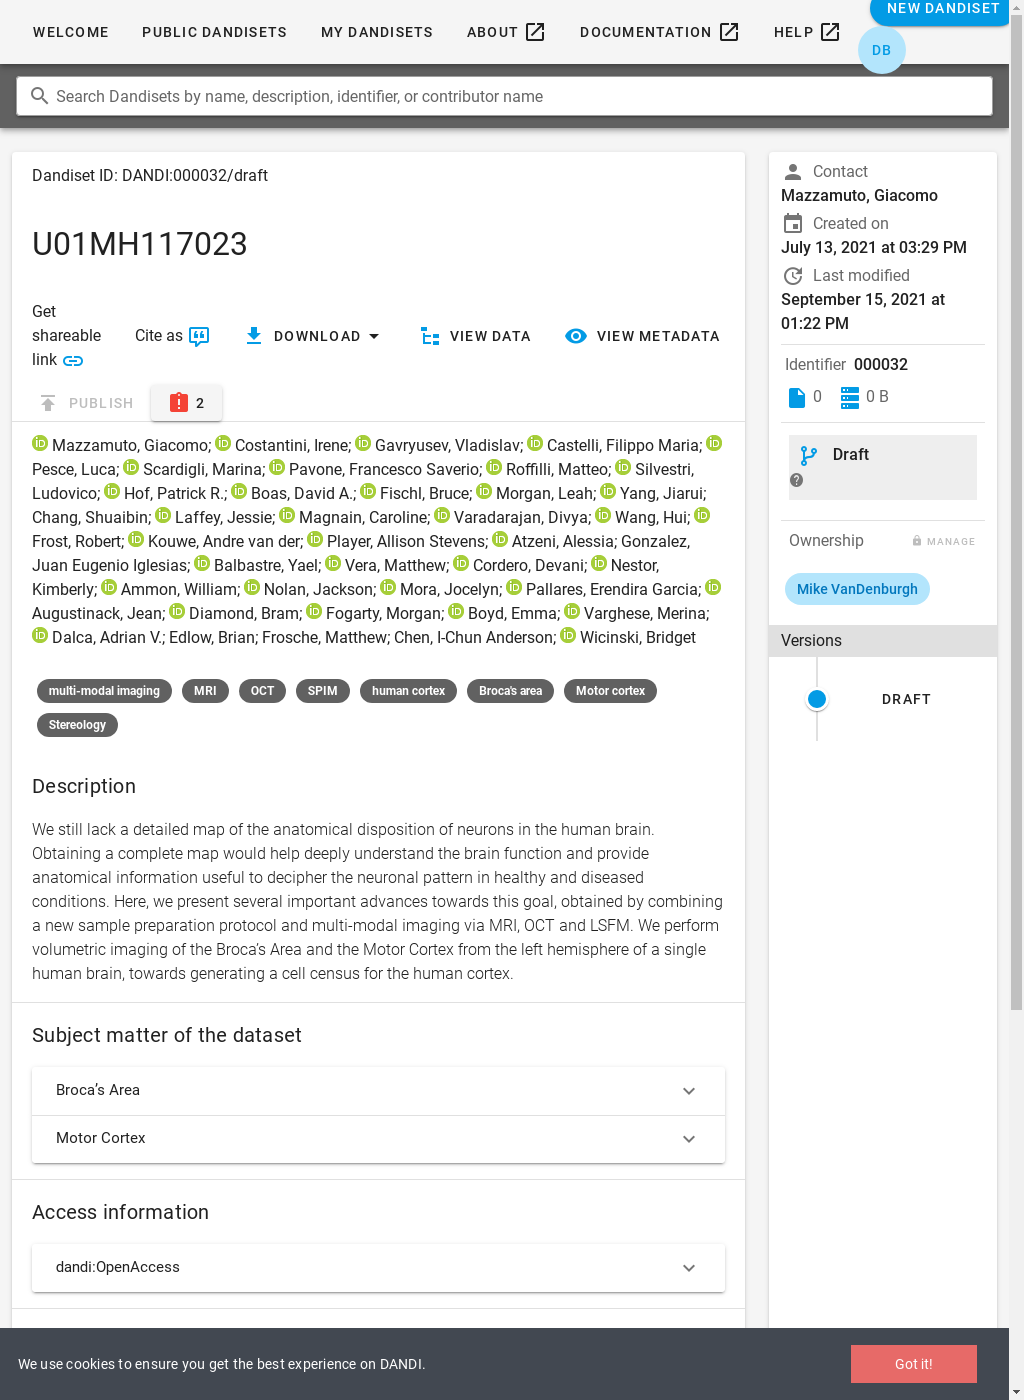 NEW DANDISET
WELCOME PUBLIC DANDISETS MY DANDISETS ABOUT DOCUMENTATION HELP
DB
Search Dandisets by name, description, identifier, or contributor name
Dandiset ID: DANDI:000032/draft
U01MH117023
Get shareable link
Cite as
DOWNLOAD
VIEW DATA
VIEW METADATA
PUBLISH
2
Mazzamuto, Giacomo; Costantini, Irene; Gavryusev, Vladislav; Castelli, Filippo Maria;
Pesce, Luca; Scardigli, Marina; Pavone, Francesco Saverio; Roffilli, Matteo; Silvestri,
Ludovico; Hof, Patrick R.; Boas, David A.; Fischl, Bruce; Morgan, Leah; Yang, Jiarui;
Chang, Shuaibin; Laffey, Jessie; Magnain, Caroline; Varadarajan, Divya; Wang, Hui;
Frost, Robert; Kouwe, Andre van der; Player, Allison Stevens; Atzeni, Alessia; Gonzalez,
Juan Eugenio Iglesias; Balbastre, Yael; Vera, Matthew; Cordero, Devani; Nestor,
Kimberly; Ammon, William; Nolan, Jackson; Mora, Jocelyn; Pallares, Erendira Garcia;
Augustinack, Jean; Diamond, Bram; Fogarty, Morgan; Boyd, Emma; Varghese, Merina;
Dalca, Adrian V.; Edlow, Brian; Frosche, Matthew; Chen, I-Chun Anderson; Wicinski, Bridget
multi-modal imaging MRI OCT SPIM human cortex Broca's area Motor cortex
Stereology
Description
We still lack a detailed map of the anatomical disposition of neurons in the human brain.
Obtaining a complete map would help deeply understand the brain function and provide
anatomical information useful to decipher the neuronal pattern in healthy and diseased
conditions. Here, we present several important advances towards this goal, obtained by combining
a new sample preparation protocol and multi-modal imaging via MRI, OCT and LSFM. We perform
volumetric imaging of the Broca’s Area and the Motor Cortex from the left hemisphere of a single
human brain, towards generating a cell census for the human cortex.
Subject matter of the dataset
Broca’s Area
Motor Cortex
Access information
dandi:OpenAccess
Contact
Mazzamuto, Giacomo
Created on
July 13, 2021 at 03:29 PM
Last modified
September 15, 2021 at
01:22 PM
Identifier 000032
0 0 B
Draft
Ownership MANAGE
Mike VanDenburgh
Versions
DRAFT
We use cookies to ensure you get the best experience on DANDI.
Got it!